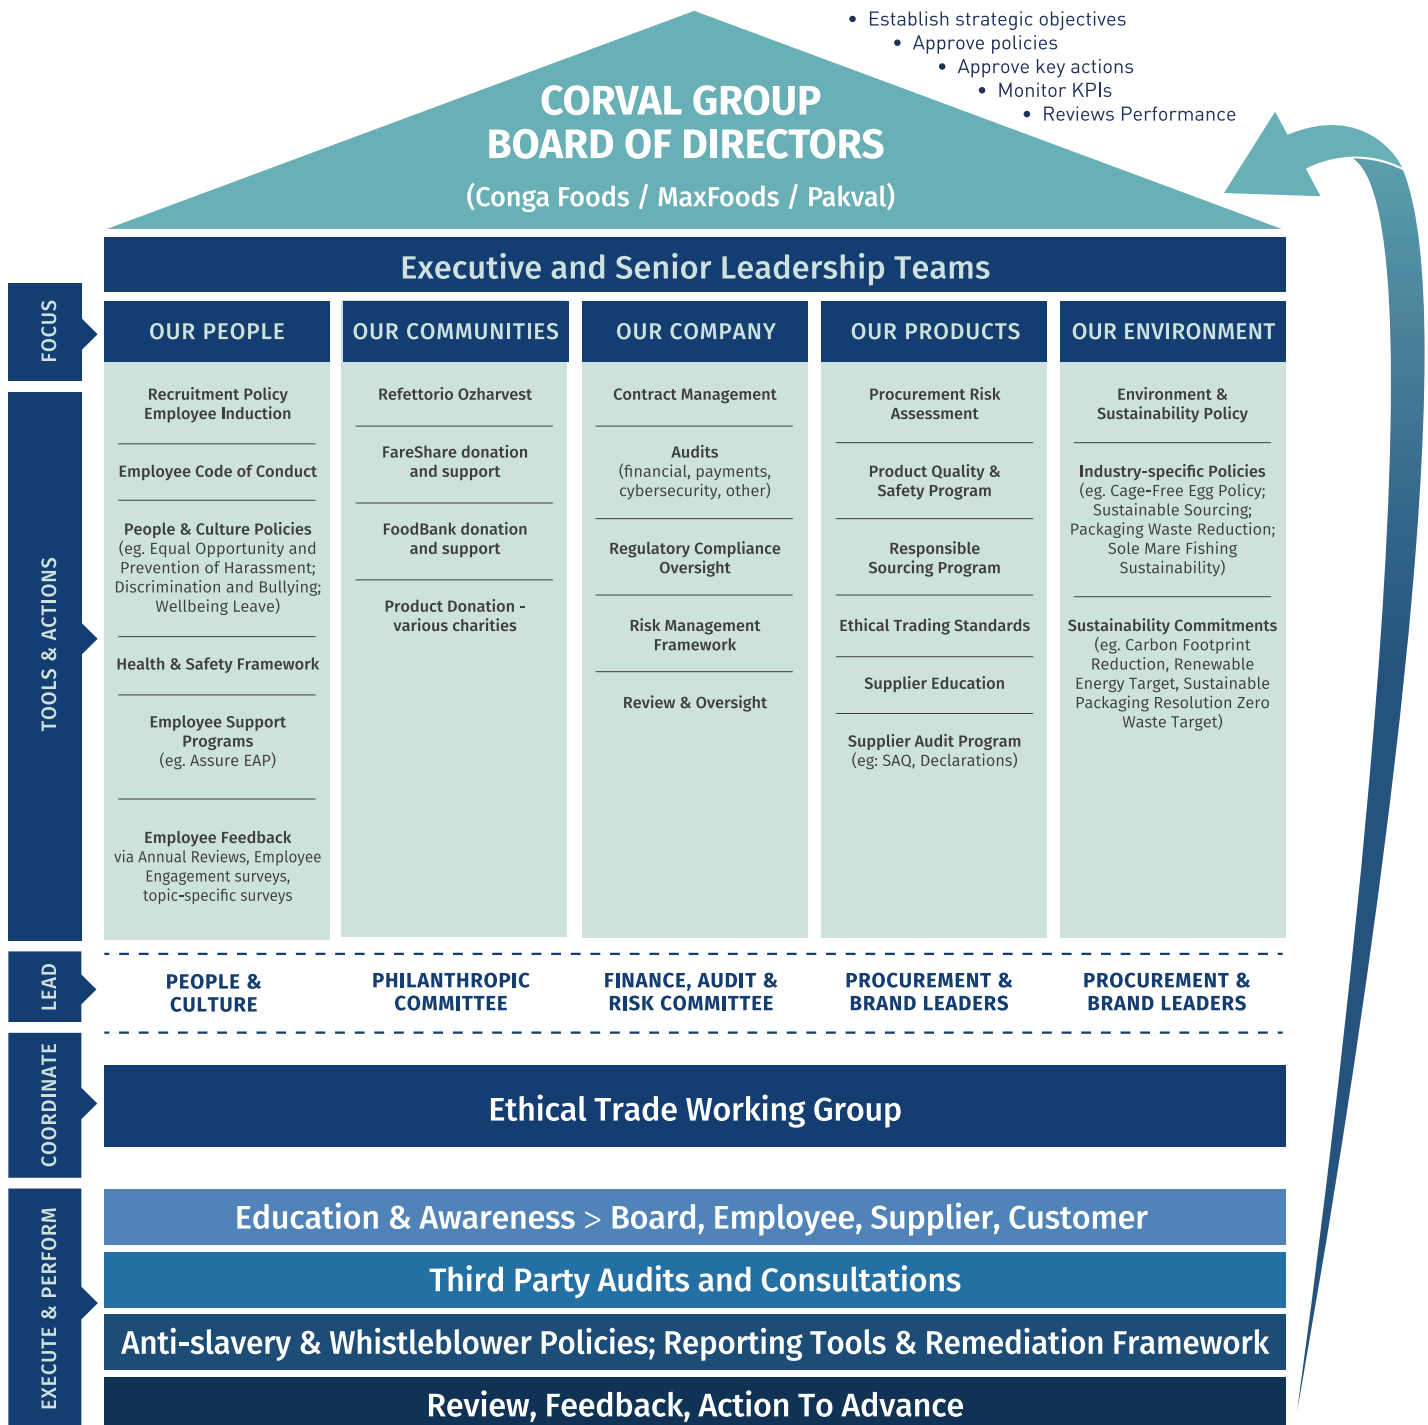 • Establish strategic objectives
• Approve policies
• Approve key actions
• Monitor KPIs
• Reviews Performance
CORVAL GROUP
BOARD OF DIRECTORS
(Conga Foods / MaxFoods / Pakval)
Executive and Senior Leadership Teams
FOCUS
OUR PEOPLE
OUR COMMUNITIES
OUR COMPANY
OUR PRODUCTS
OUR ENVIRONMENT
TOOLS & ACTIONS
Recruitment Policy
Employee Induction
Employee Code of Conduct
People & Culture Policies
(eg. Equal Opportunity and
Prevention of Harassment;
Discrimination and Bullying;
Wellbeing Leave)
Health & Safety Framework
Employee Support
Programs
(eg. Assure EAP)
Employee Feedback
via Annual Reviews, Employee
Engagement surveys,
topic-specific surveys
Refettorio Ozharvest
FareShare donation
and support
FoodBank donation
and support
Product Donation -
various charities
Contract Management
Audits
(financial, payments,
cybersecurity, other)
Regulatory Compliance
Oversight
Risk Management
Framework
Review & Oversight
Procurement Risk
Assessment
Product Quality &
Safety Program
Responsible
Sourcing Program
Ethical Trading Standards
Supplier Education
Supplier Audit Program
(eg: SAQ, Declarations)
Environment &
Sustainability Policy
Industry-specific Policies
(eg. Cage-Free Egg Policy;
Sustainable Sourcing;
Packaging Waste Reduction;
Sole Mare Fishing
Sustainability)
Sustainability Commitments
(eg. Carbon Footprint
Reduction, Renewable
Energy Target, Sustainable
Packaging Resolution Zero
Waste Target)
LEAD
PEOPLE &
CULTURE
PHILANTHROPIC
COMMITTEE
FINANCE, AUDIT &
RISK COMMITTEE
PROCUREMENT &
BRAND LEADERS
PROCUREMENT &
BRAND LEADERS
COORDINATE
Ethical Trade Working Group
EXECUTE & PERFORM
Education & Awareness > Board, Employee, Supplier, Customer
Third Party Audits and Consultations
Anti-slavery & Whistleblower Policies; Reporting Tools & Remediation Framework
Review, Feedback, Action To Advance